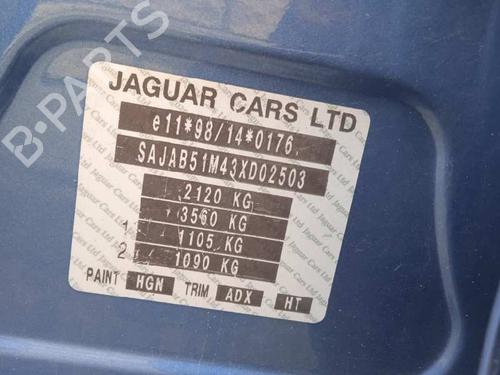 B-PARTS
JAGUAR CARS LTD
e11*98/14*0176
SAJAB51M43XD02503
2120 KG
3560 KG
1 1105 KG
2 1090 KG
PAINT HGN TRIM ADX HT